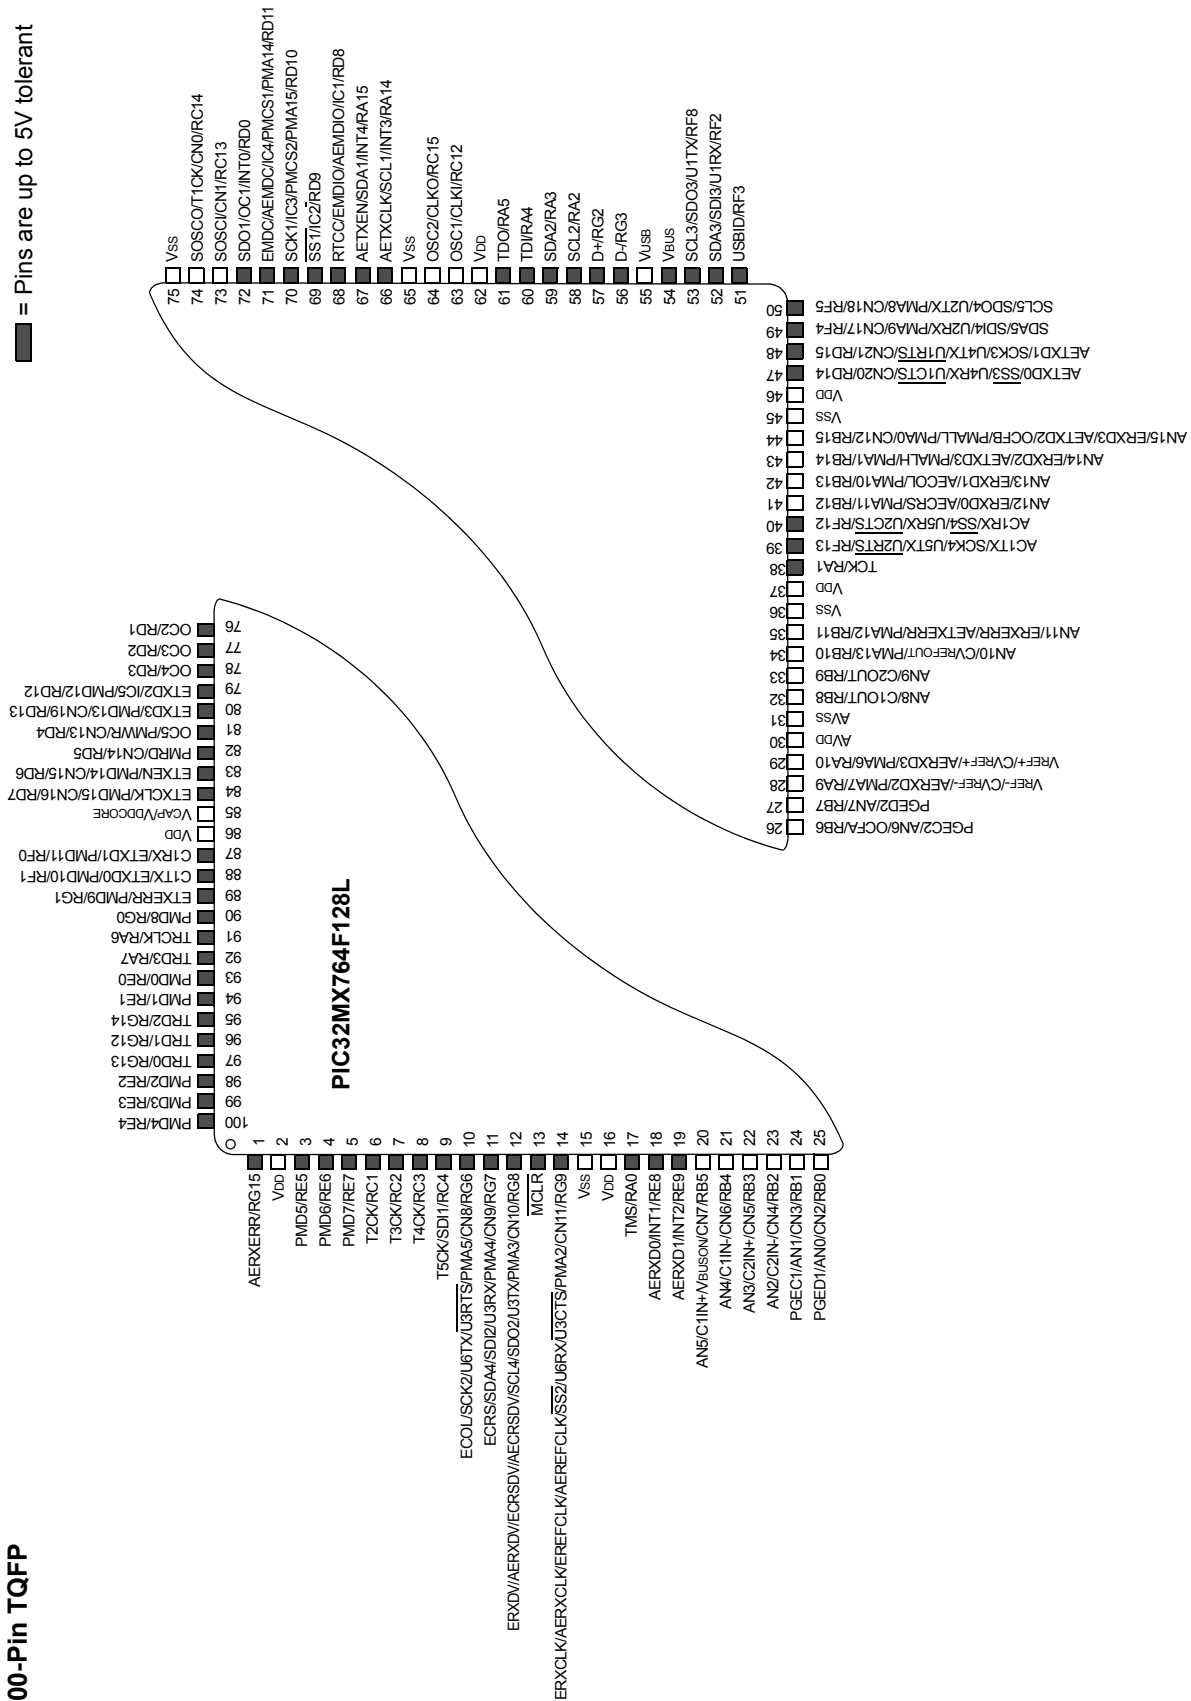 00-Pin TQFP
= Pins are up to 5V tolerant
PIC32MX764F128L
AERXERR/RG15 1
VDD 2
PMD5/RE5 3
PMD6/RE6 4
PMD7/RE7 5
T2CK/RC1 6
T3CK/RC2 7
T4CK/RC3 8
T5CK/SDI1/RC4 9
ECOL/SCK2/U6TX/U3RTS/PMA5/CN8/RG6 10
ECRS/SDA4/SDI2/U3RX/PMA4/CN9/RG7 11
ERXDV/AERXDV/ECRSDV/AECRSDV/SCL4/SDO2/U3TX/PMA3/CN10/RG8 12
MCLR 13
ERXCLK/AERXCLK/EREFCLK/AEREFCLK/SS2/U6RX/U3CTS/PMA2/CN11/RG9 14
VSS 15
VDD 16
TMS/RA0 17
AERXD0/INT1/RE8 18
AERXD1/INT2/RE9 19
AN5/C1IN+/VBUSON/CN7/RB5 20
AN4/C1IN-/CN6/RB4 21
AN3/C2IN+/CN5/RB3 22
AN2/C2IN-/CN4/RB2 23
PGEC1/AN1/CN3/RB1 24
PGED1/AN0/CN2/RB0 25
26 PGEC2/AN6/OCFA/RB6
27 PGED2/AN7/RB7
28 VREF-/CVREF-/AERXD2/PMA7/RA9
29 VREF+/CVREF+/AERXD3/PMA6/RA10
30 AVDD
31 AVSS
32 AN8/C1OUT/RB8
33 AN9/C2OUT/RB9
34 AN10/CVREFOUT/PMA13/RB10
35 AN11/ERXERR/AETXERR/PMA12/RB11
36 VSS
37 VDD
38 TCK/RA1
39 AC1TX/SCK4/U5TX/U2RTS/RF13
40 AC1RX/SS4/U5RX/U2CTS/RF12
41 AN12/ERXD0/AECRS/PMA11/RB12
42 AN13/ERXD1/AECOL/PMA10/RB13
43 AN14/ERXD2/AETXD3/PMALH/PMA1/RB14
44 AN15/ERXD3/AETXD2/OCFB/PMALL/PMA0/CN12/RB15
45 VSS
46 VDD
47 AETXD0/SS3/U4RX/U1CTS/CN20/RD14
48 AETXD1/SCK3/U4TX/U1RTS/CN21/RD15
49 SDA5/SDI4/U2RX/PMA9/CN17/RF4
50 SCL5/SDO4/U2TX/PMA8/CN18/RF5
51 USBID/RF3
52 SDA3/SDI3/U1RX/RF2
53 SCL3/SDO3/U1TX/RF8
54 VBUS
55 VUSB
56 D-/RG3
57 D+/RG2
58 SCL2/RA2
59 SDA2/RA3
60 TDI/RA4
61 TDO/RA5
62 VDD
63 OSC1/CLKI/RC12
64 OSC2/CLKO/RC15
65 VSS
66 AETXCLK/SCL1/INT3/RA14
67 AETXEN/SDA1/INT4/RA15
68 RTCC/EMDIO/AEMDIO/IC1/RD8
69 SS1/IC2/RD9
70 SCK1/IC3/PMCS2/PMA15/RD10
71 EMDC/AEMDC/IC4/PMCS1/PMA14/RD11
72 SDO1/OC1/INT0/RD0
73 SOSCI/CN1/RC13
74 SOSCO/T1CK/CN0/RC14
75 VSS
76 OC2/RD1
77 OC3/RD2
78 OC4/RD3
79 ETXD2/IC5/PMD12/RD12
80 ETXD3/PMD13/CN19/RD13
81 OC5/PMWR/CN13/RD4
82 PMRD/CN14/RD5
83 ETXEN/PMD14/CN15/RD6
84 ETXCLK/PMD15/CN16/RD7
85 VCAP/VDDCORE
86 VDD
87 C1RX/ETXD1/PMD11/RF0
88 C1TX/ETXD0/PMD10/RF1
89 ETXERR/PMD9/RG1
90 PMD8/RG0
91 TRCLK/RA6
92 TRD3/RA7
93 PMD0/RE0
94 PMD1/RE1
95 TRD2/RG14
96 TRD1/RG12
97 TRD0/RG13
98 PMD2/RE2
99 PMD3/RE3
100 PMD4/RE4